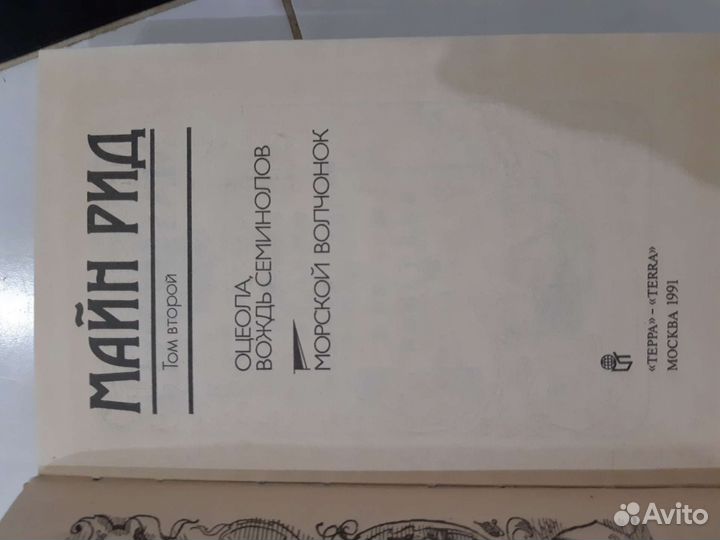 МАЙН РИД
Том второй
ОЦЕОЛА,
ВОЖДЬ СЕМИНОЛОВ
МОРСКОЙ ВОЛЧОНОК
«ТЕРРА» – «TERRA»
МОСКВА 1991
Avito